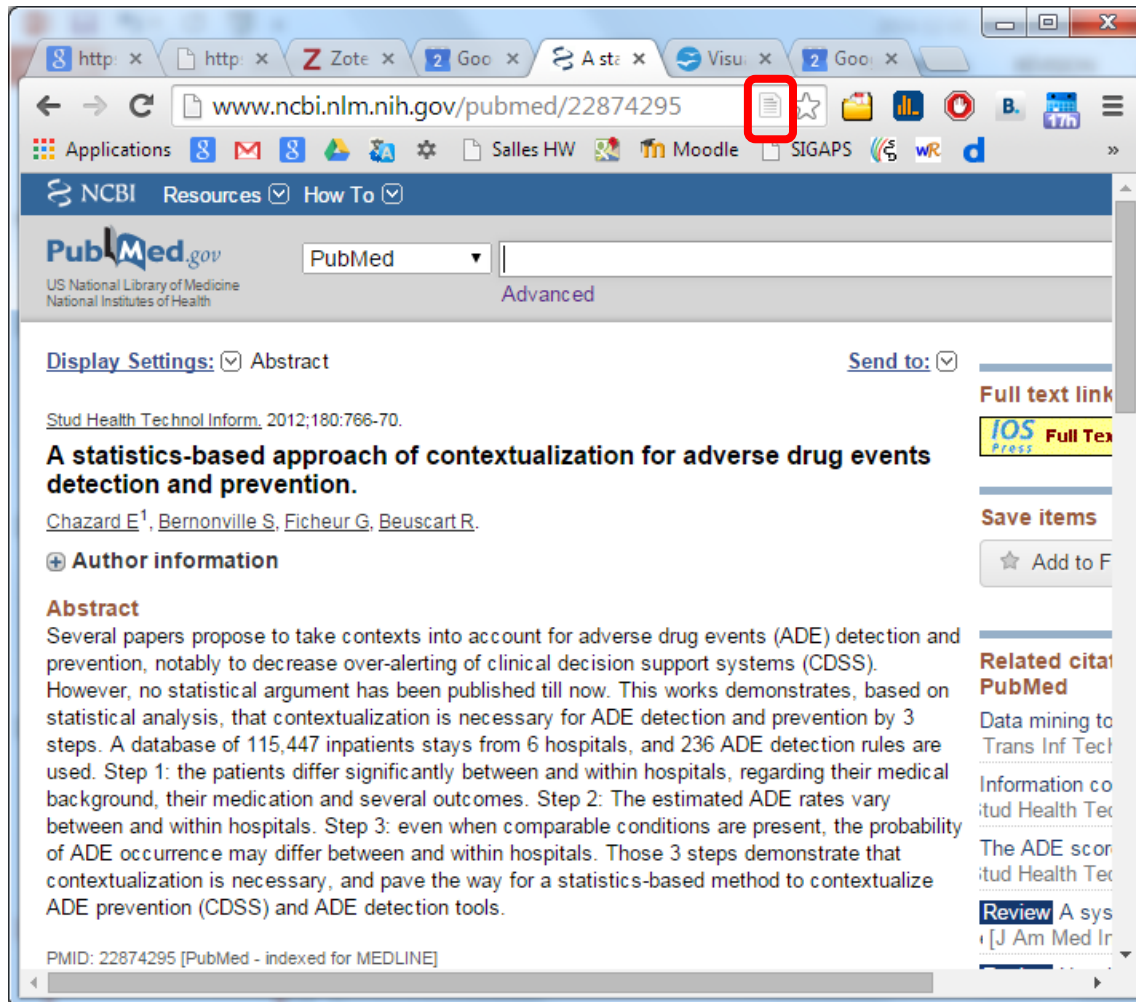 http: Zote Goo A sta Visu Goo
www.ncbi.nlm.nih.gov/pubmed/22874295 B. 17h
Applications Salles HW Moodle SIGAPS wR d »
NCBI Resources How To
PubMed.gov PubMed
US National Library of Medicine
National Institutes of Health
Advanced
Display Settings: Abstract Send to:
Full text link
Stud Health Technol Inform. 2012;180:766-70.
IOS Press Full Tex
A statistics-based approach of contextualization for adverse drug events
detection and prevention.
Chazard E1, Bernonville S, Ficheur G, Beuscart R.
Save items
Author information
Add to F
Abstract
Several papers propose to take contexts into account for adverse drug events (ADE) detection and
prevention, notably to decrease over-alerting of clinical decision support systems (CDSS).
However, no statistical argument has been published till now. This works demonstrates, based on
statistical analysis, that contextualization is necessary for ADE detection and prevention by 3
steps. A database of 115,447 inpatients stays from 6 hospitals, and 236 ADE detection rules are
used. Step 1: the patients differ significantly between and within hospitals, regarding their medical
background, their medication and several outcomes. Step 2: The estimated ADE rates vary
between and within hospitals. Step 3: even when comparable conditions are present, the probability
of ADE occurrence may differ between and within hospitals. Those 3 steps demonstrate that
contextualization is necessary, and pave the way for a statistics-based method to contextualize
ADE prevention (CDSS) and ADE detection tools.
PMID: 22874295 [PubMed - indexed for MEDLINE]
Related citat
PubMed
Data mining to
Trans Inf Tech
Information co
Stud Health Tec
The ADE scor
Stud Health Tec
Review A sys
[J Am Med In